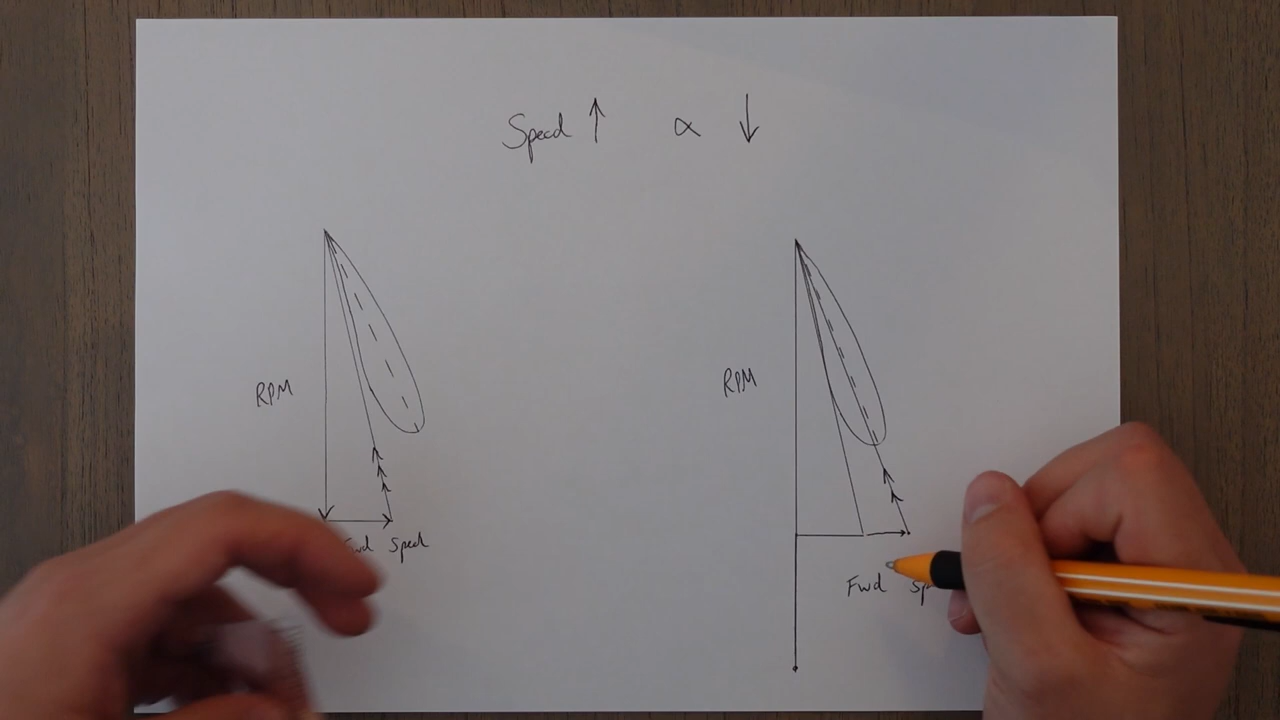 Speed ↑ α ↓
RPM
RPM
Speed
Fwd